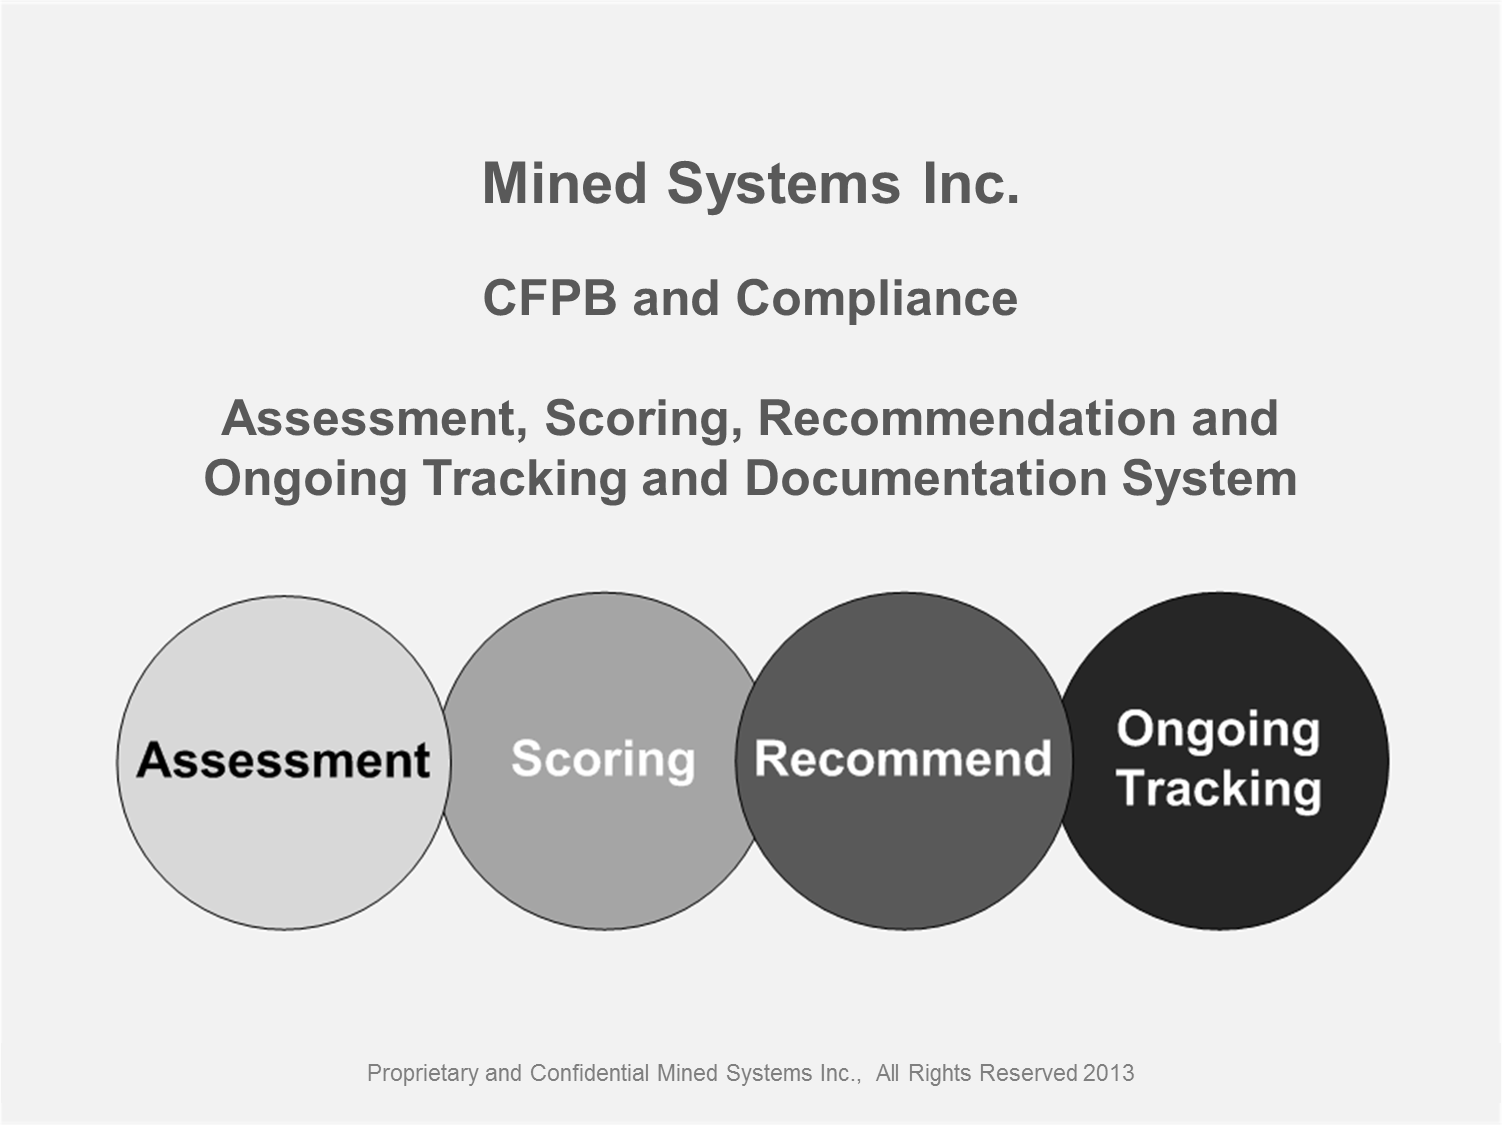 Mined Systems Inc.
CFPB and Compliance
Assessment, Scoring, Recommendation and
Ongoing Tracking and Documentation System
Assessment
Scoring
Recommend
Ongoing
Tracking
Proprietary and Confidential Mined Systems Inc., All Rights Reserved 2013